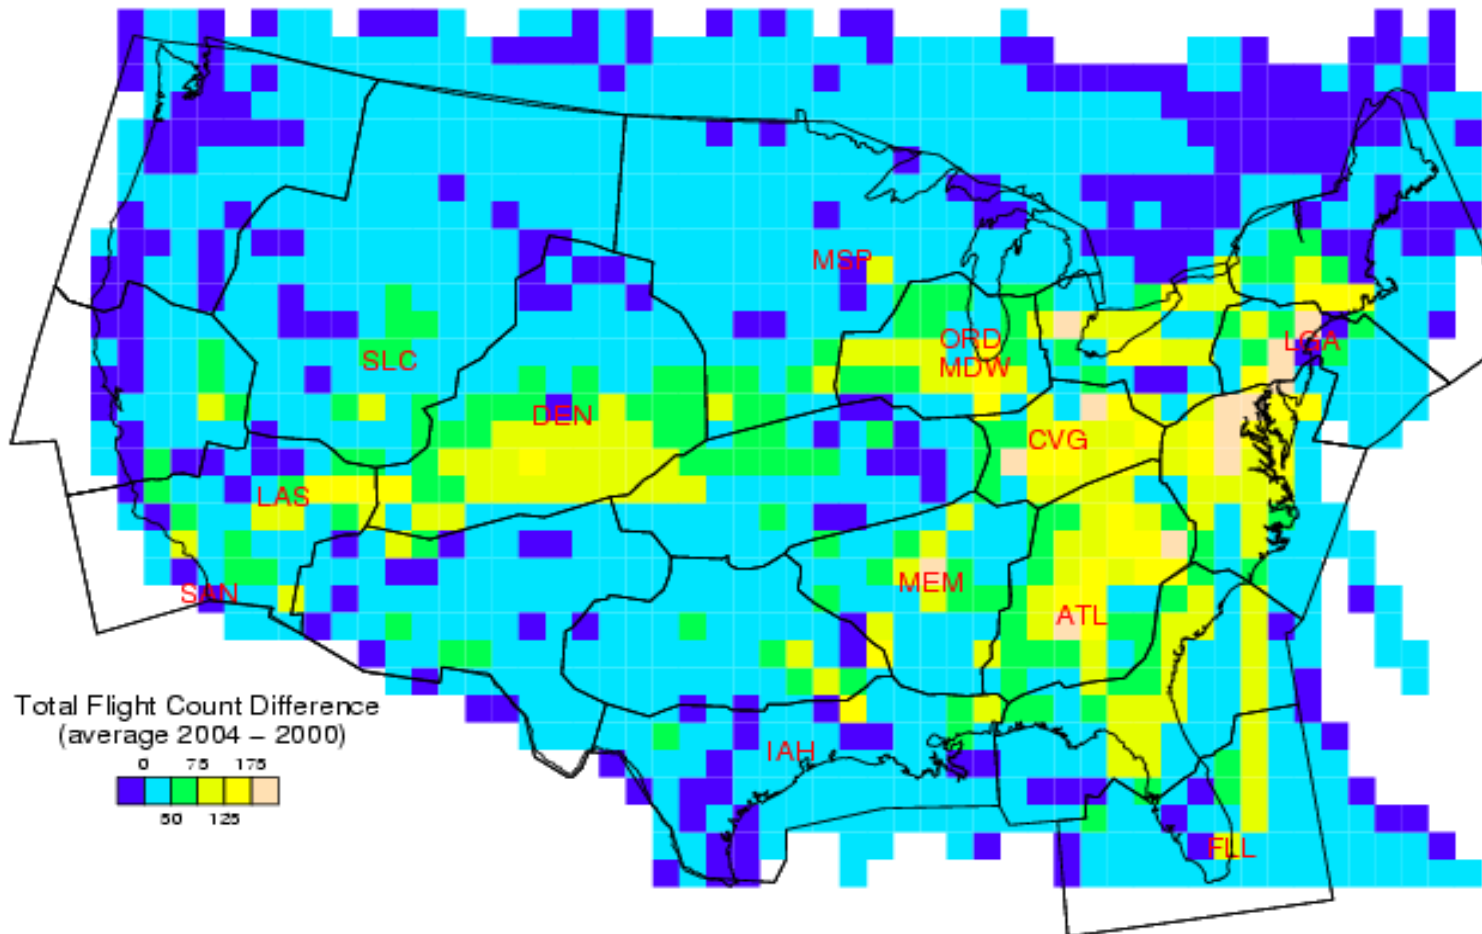 MSP
ORD
LGA
SLC
MDW
DEN
CVG
LAS
MEM
SAN
ATL
Total Flight Count Difference
(average 2004 – 2000)
IAH
0 75 175
50 125
FLL